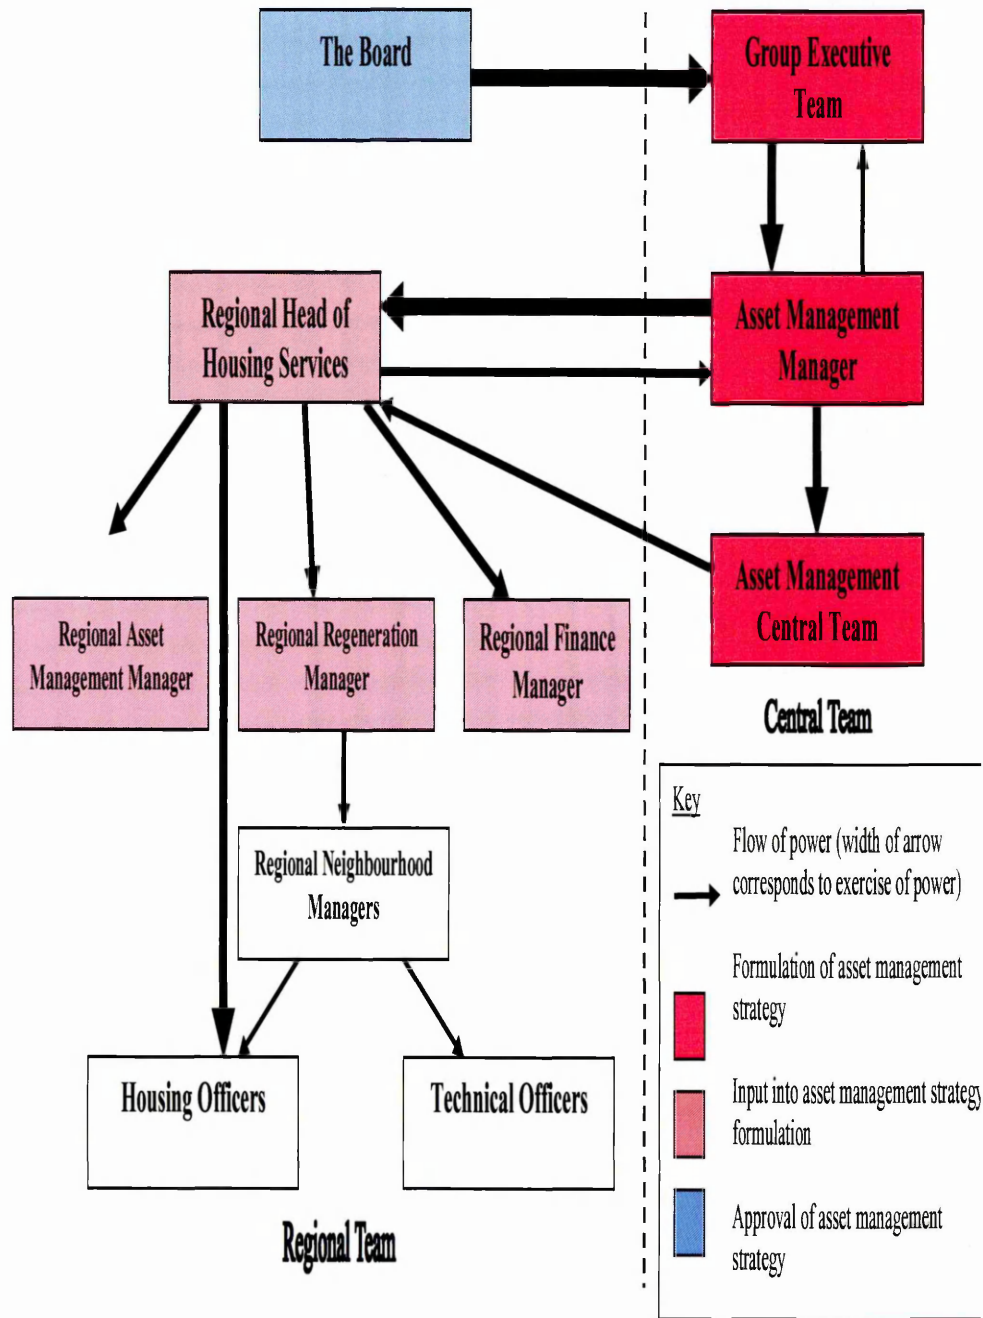 The Board
Group Executive
Team
Regional Head of
Housing Services
Asset Management
Manager
Asset Management
Central Team
Regional Asset
Management Manager
Regional Regeneration
Manager
Regional Finance
Manager
Central Team
Regional Neighbourhood
Managers
Housing Officers
Technical Officers
Regional Team
Key
Flow of power (width of arrow
corresponds to exercise of power)
Formulation of asset management
strategy
Input into asset management strategy
formulation
Approval of asset management
strategy